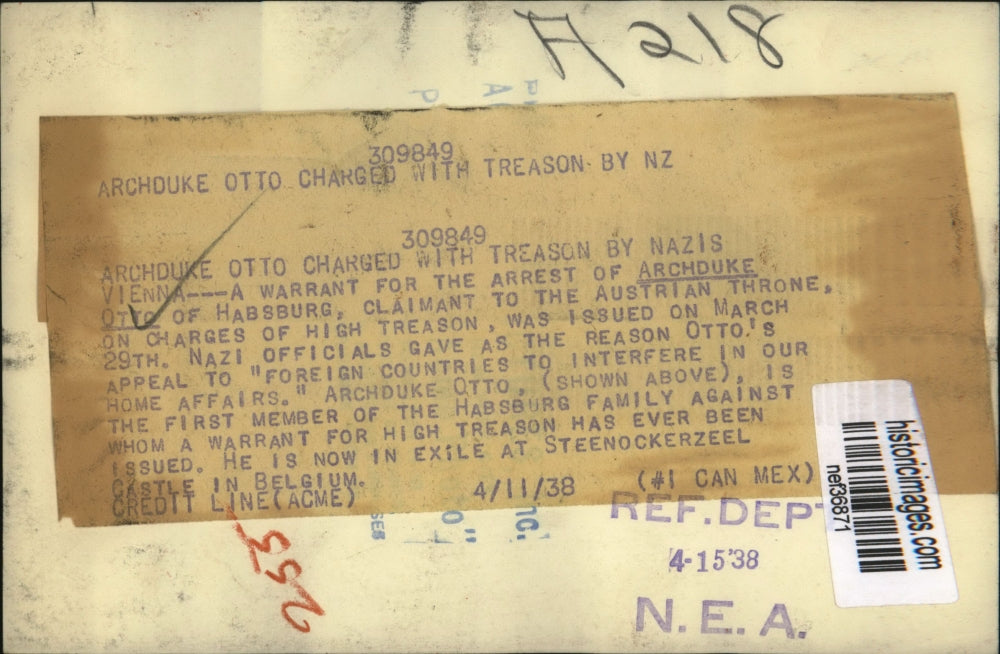 A218
309849
ARCHDUKE OTTO CHARGED WITH TREASON BY NZ
309849
ARCHDUKE OTTO CHARGED WITH TREASON BY NAZIS
VIENNA---A WARRANT FOR THE ARREST OF ARCHDUKE
OTTO OF HABSBURG, CLAIMANT TO THE AUSTRIAN THRONE,
ON CHARGES OF HIGH TREASON, WAS ISSUED ON MARCH
29TH. NAZI OFFICIALS GAVE AS THE REASON OTTO'S
APPEAL TO "FOREIGN COUNTRIES TO INTERFERE IN OUR
HOME AFFAIRS." ARCHDUKE OTTO, (SHOWN ABOVE), IS
THE FIRST MEMBER OF THE HABSBURG FAMILY AGAINST
WHOM A WARRANT FOR HIGH TREASON HAS EVER BEEN
ISSUED. HE IS NOW IN EXILE AT STEENOCKERZEEL
CASTLE IN BELGIUM.
CREDIT LINE (ACME) 4/11/38 (#1 CAN MEX)
REF.DEPT
4-15'38
N.E.A.
255
historicimages.com
nef36871